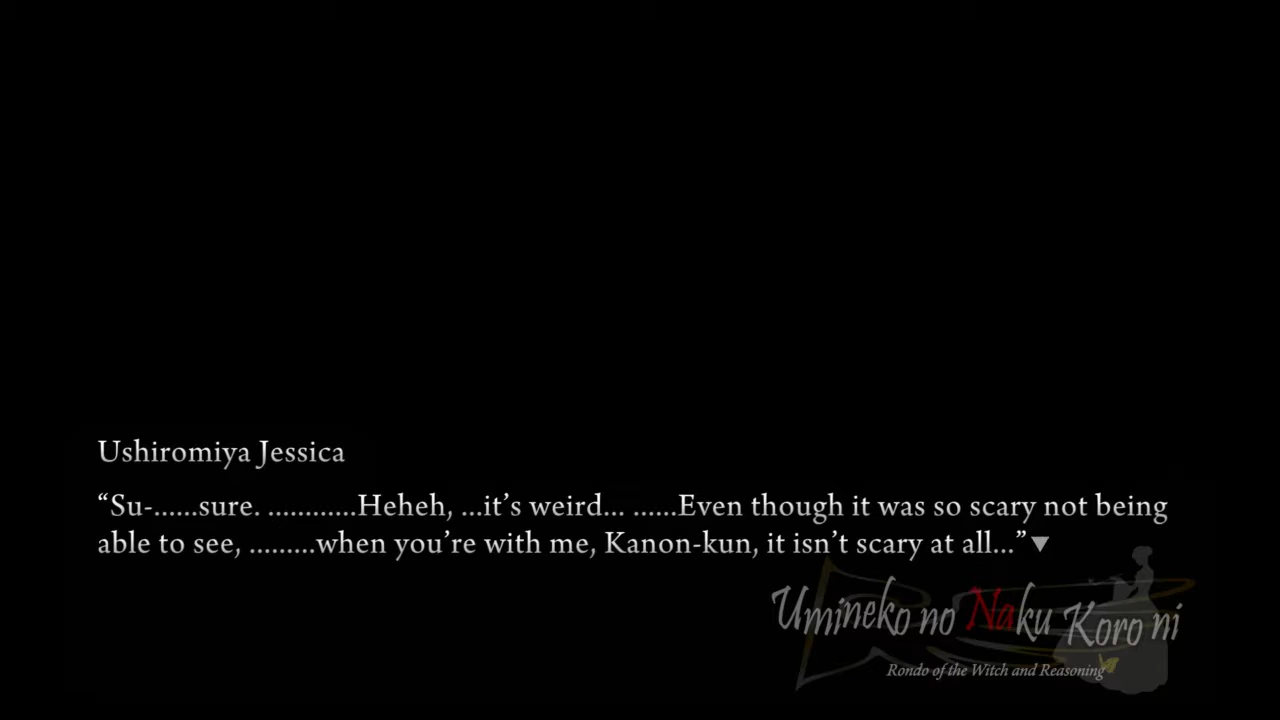 Ushiromiya Jessica
“Su-......sure. ............Heheh, ...it’s weird... ......Even though it was so scary not being
able to see, .........when you’re with me, Kanon-kun, it isn’t scary at all...”▼
Umineko no Naku Koro ni
Rondo of the Witch and Reasoning